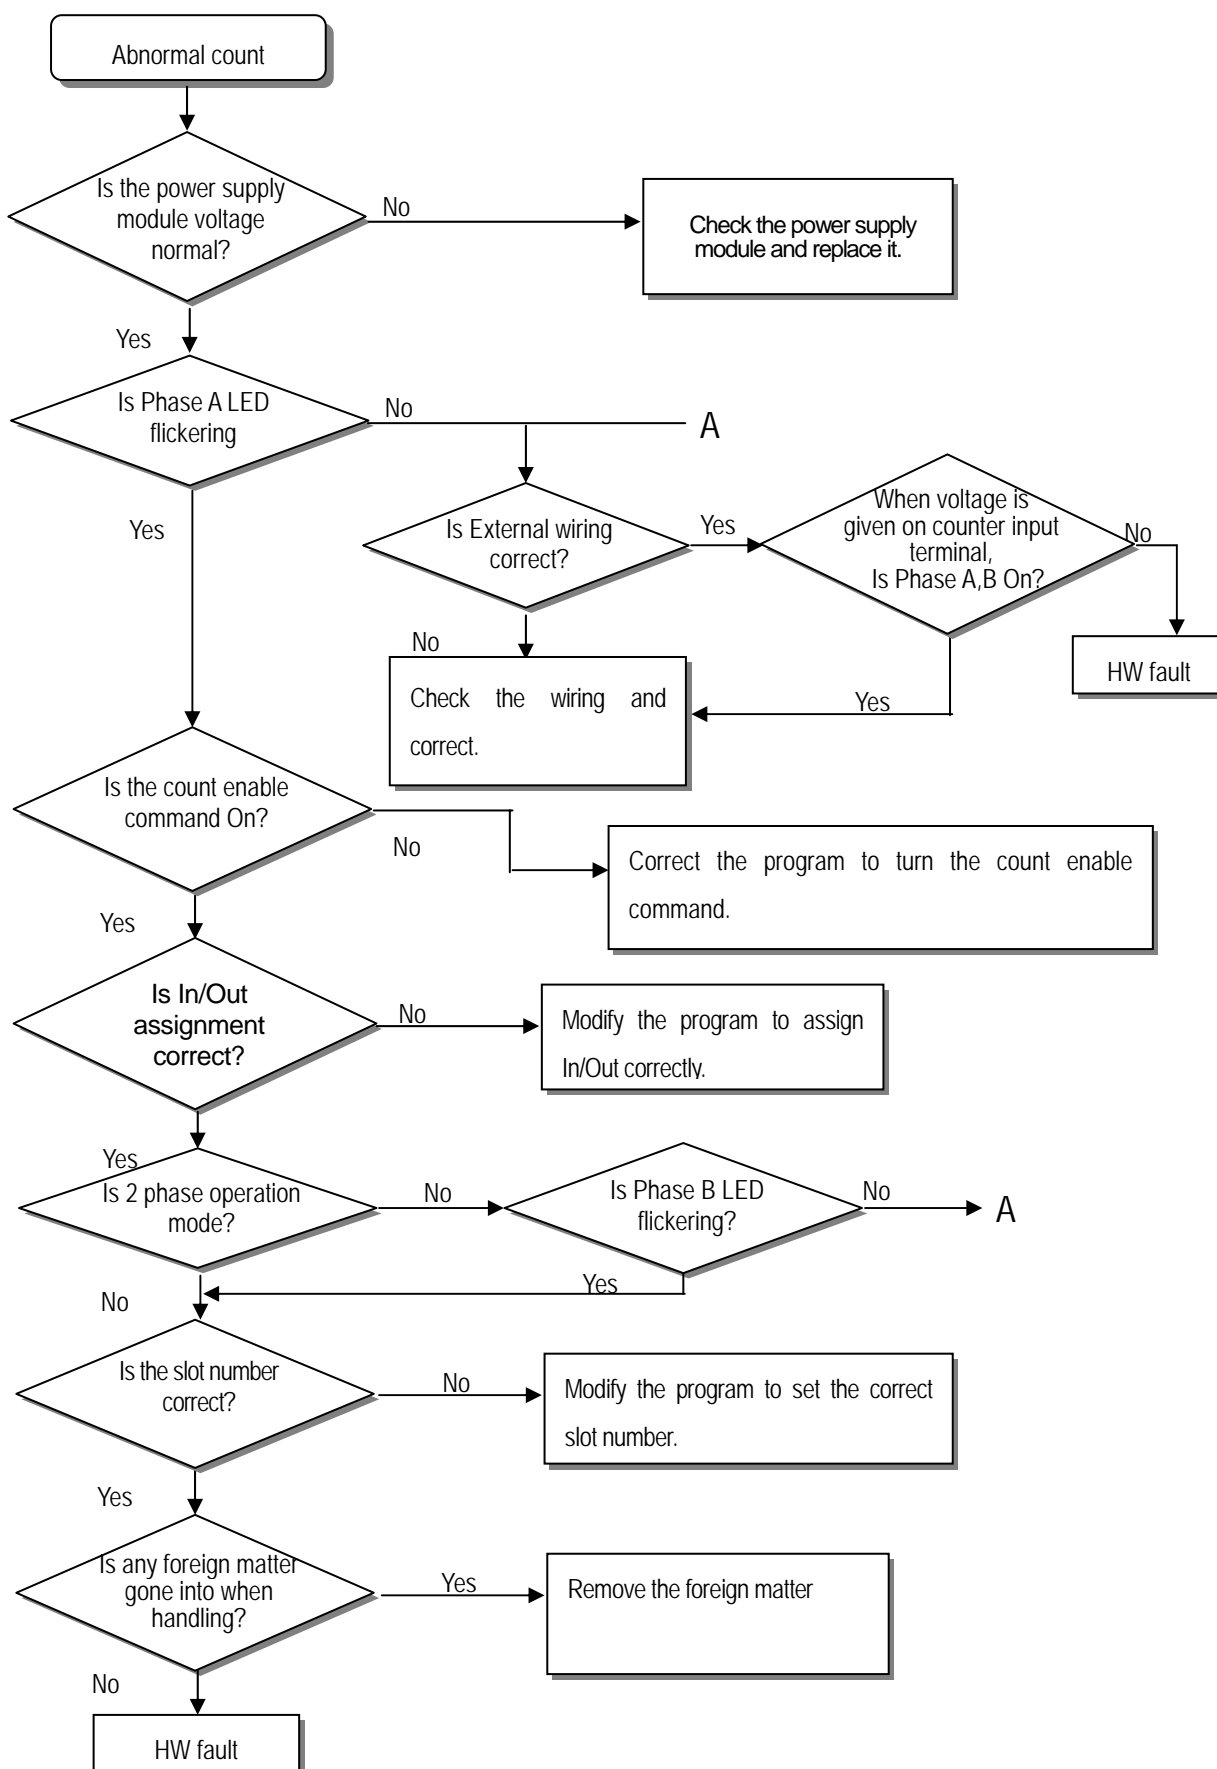 Abnormal count
Is the power supply
module voltage
normal?
No
Check the power supply
module and replace it.
Yes
Is Phase A LED
flickering
No
A
Yes
Is External wiring
correct?
Yes
When voltage is
given on counter input
terminal,
Is Phase A,B On?
No
HW fault
No
Check the wiring and
correct.
Yes
Is the count enable
command On?
No
Correct the program to turn the count enable
command.
Yes
Is In/Out
assignment
correct?
No
Modify the program to assign
In/Out correctly.
Yes
Is 2 phase operation
mode?
No
Is Phase B LED
flickering?
No
A
Yes
No
Is the slot number
correct?
No
Modify the program to set the correct
slot number.
Yes
Is any foreign matter
gone into when
handling?
Yes
Remove the foreign matter
No
HW fault